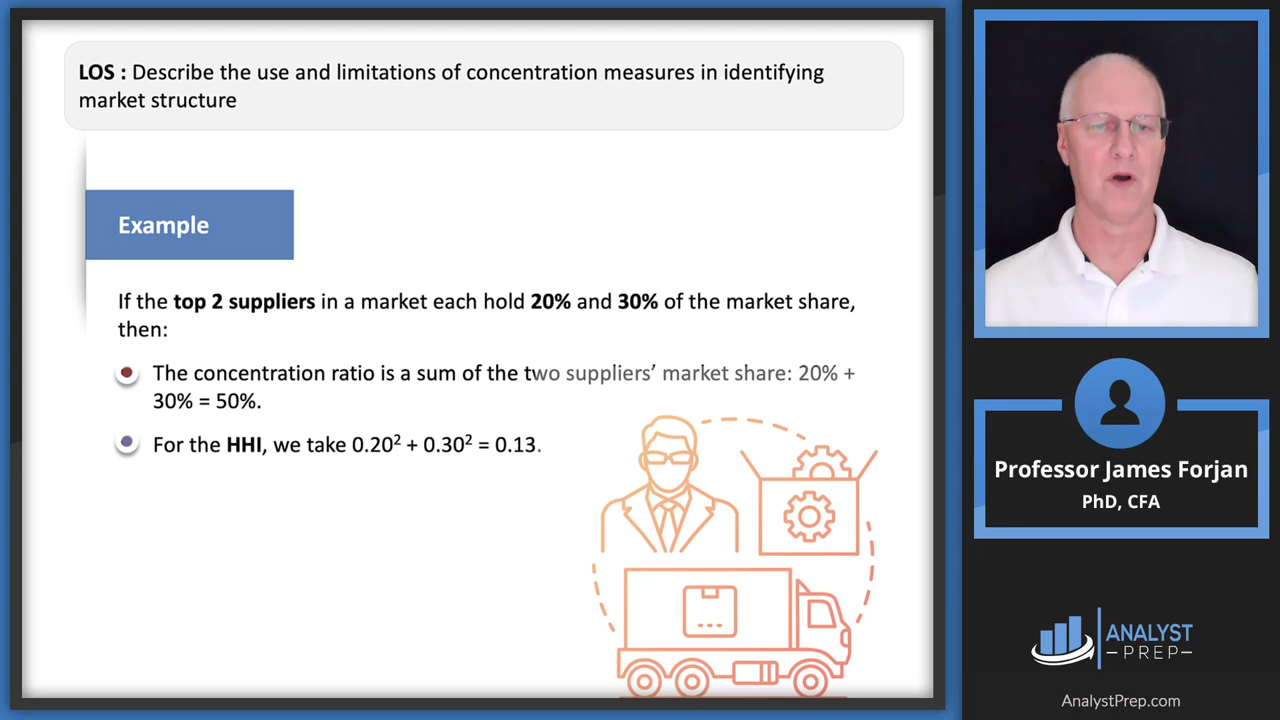 LOS : Describe the use and limitations of concentration measures in identifying
market structure
Example
If the top 2 suppliers in a market each hold 20% and 30% of the market share,
then:
The concentration ratio is a sum of the two suppliers’ market share: 20% +
30% = 50%.
For the HHI, we take 0.20² + 0.30² = 0.13.
Professor James Forjan
PhD, CFA
ANALYST
PREP
AnalystPrep.com